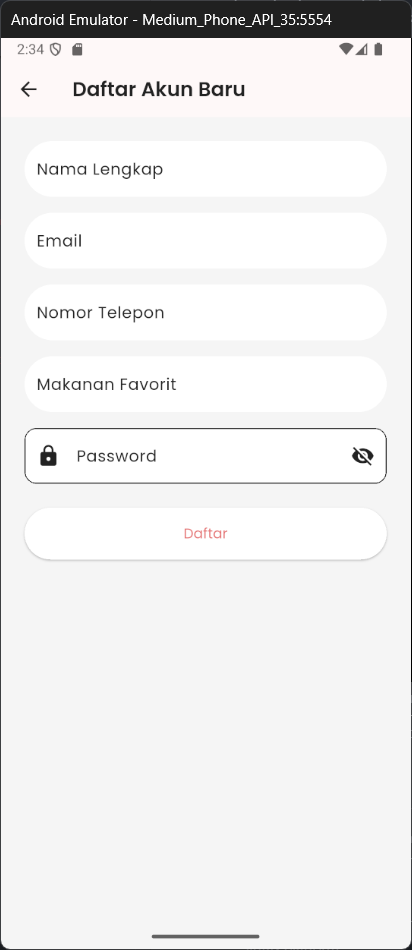 Android Emulator - Medium_Phone_API_35:5554
2:34
Daftar Akun Baru
Nama Lengkap
Email
Nomor Telepon
Makanan Favorit
Password
Daftar